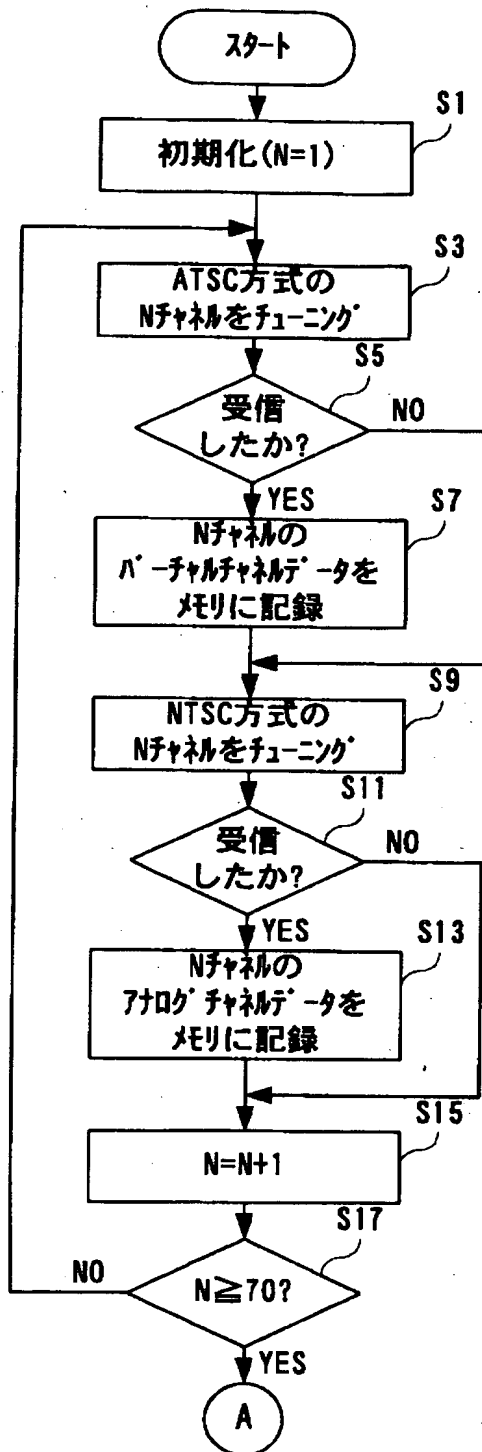 スタート
S1
初期化(N=1)
S3
ATSC方式の
Nチャネルをチューニング
S5
受信
したか?
NO
YES
S7
Nチャネルの
バーチャルチャネルデータを
メモリに記録
S9
NTSC方式の
Nチャネルをチューニング
S11
受信
したか?
NO
YES
S13
Nチャネルの
アナログチャネルデータを
メモリに記録
S15
N=N+1
S17
NO
N≧70?
YES
A